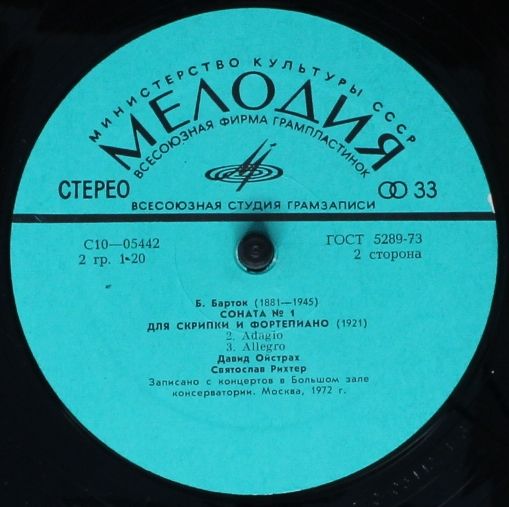 МИНИСТЕРСТВО КУЛЬТУРЫ СССР
МЕЛОДИЯ
ВСЕСОЮЗНАЯ ФИРМА ГРАМПЛАСТИНОК
СТЕРЕО
33
ВСЕСОЮЗНАЯ СТУДИЯ ГРАМЗАПИСИ
С10—05442
ГОСТ 5289-73
2 гр. 1-20
2 сторона
Б. Барток (1881—1945)
СОНАТА № 1
ДЛЯ СКРИПКИ И ФОРТЕПИАНО (1921)
2. Adagio
3. Allegro
Давид Ойстрах
Святослав Рихтер
Записано с концертов в Большом зале
консерватории. Москва, 1972 г.